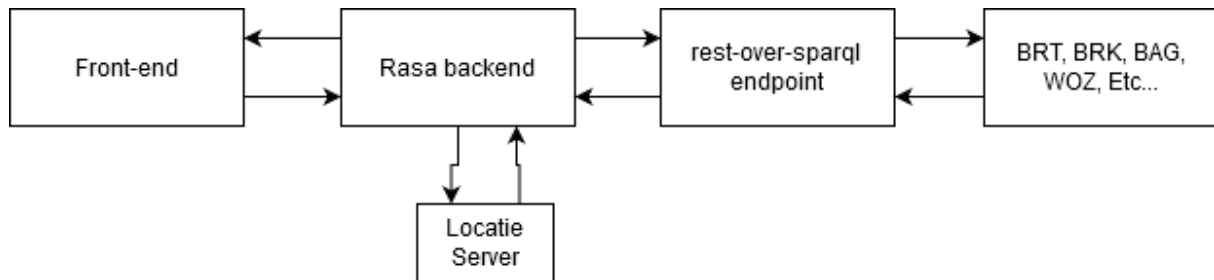 Front-end
Rasa backend
rest-over-sparql
endpoint
BRT, BRK, BAG,
WOZ, Etc...
Locatie
Server